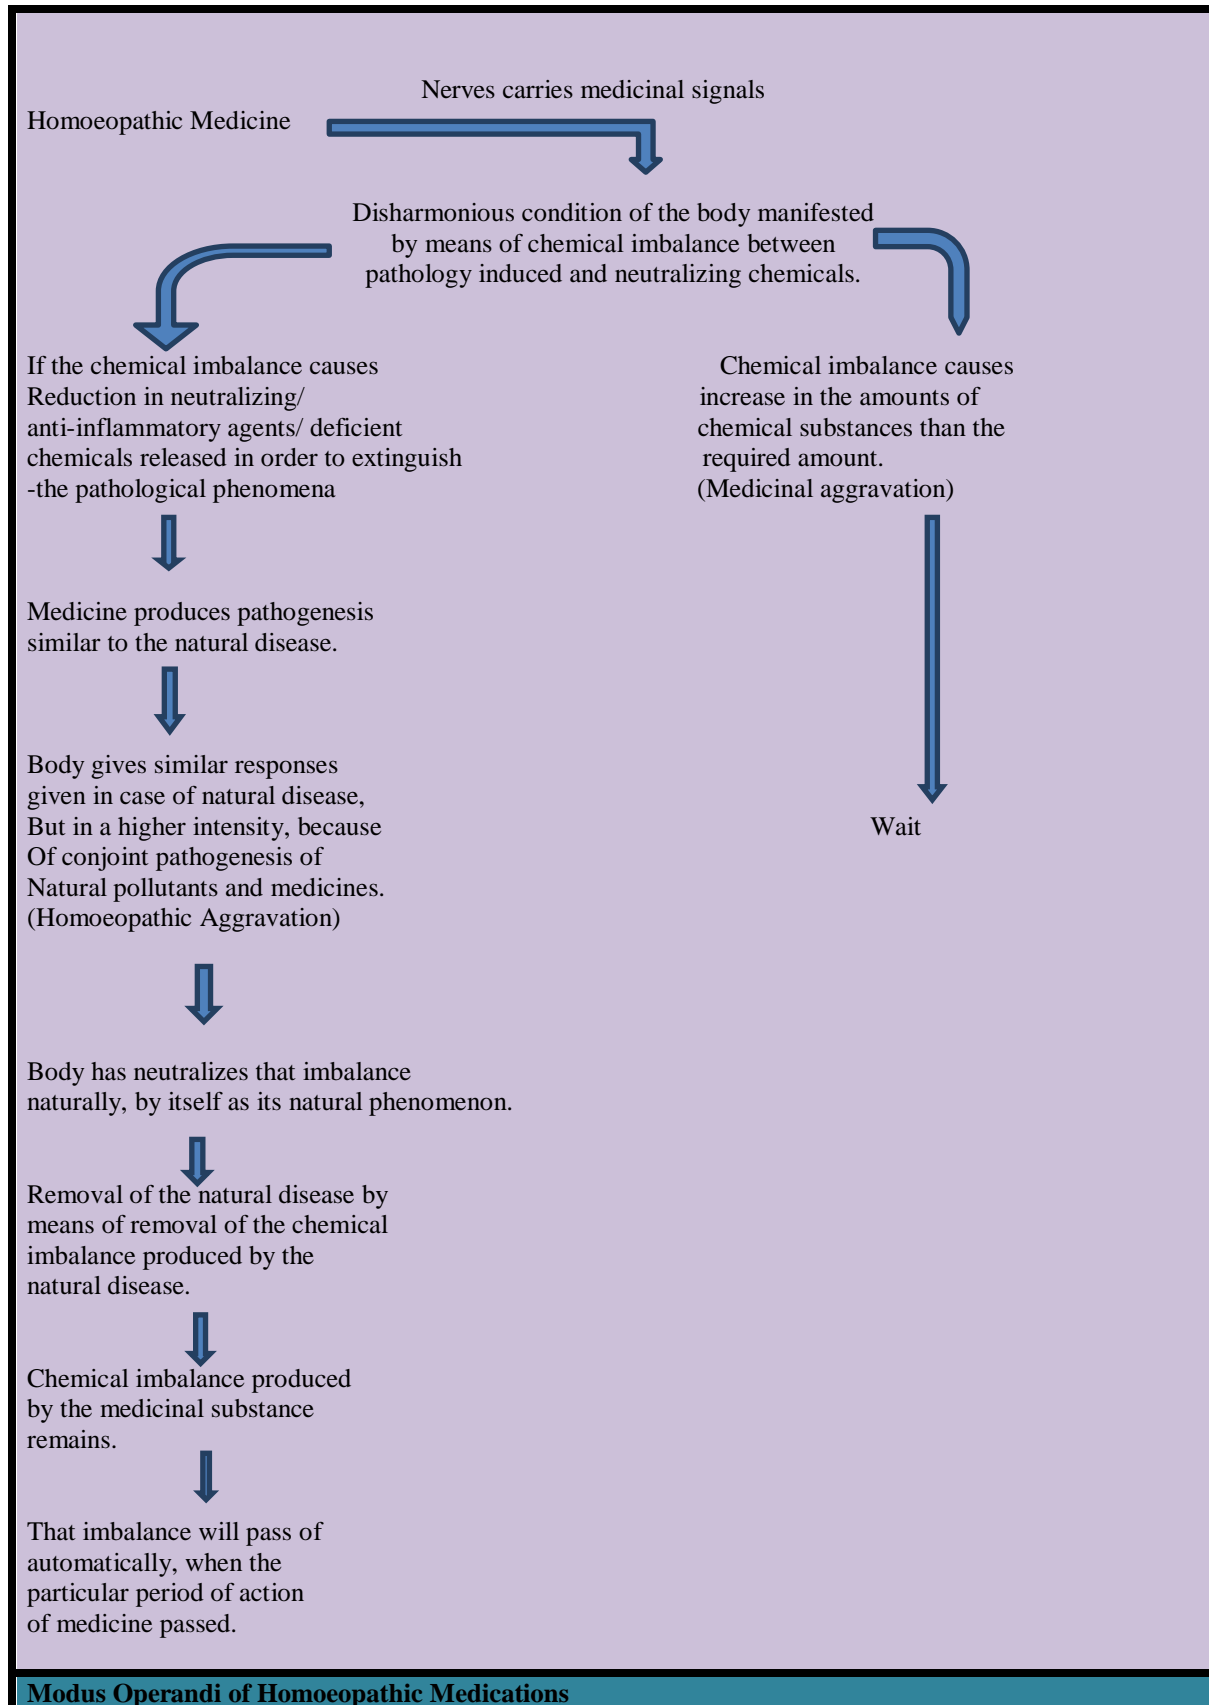 Nerves carries medicinal signals
Homoeopathic Medicine
Disharmonious condition of the body manifested
by means of chemical imbalance between
pathology induced and neutralizing chemicals.
If the chemical imbalance causes
Reduction in neutralizing/
anti-inflammatory agents/ deficient
chemicals released in order to extinguish
-the pathological phenomena
Chemical imbalance causes
increase in the amounts of
chemical substances than the
required amount.
(Medicinal aggravation)
Medicine produces pathogenesis
similar to the natural disease.
Body gives similar responses
given in case of natural disease,
But in a higher intensity, because
Of conjoint pathogenesis of
Natural pollutants and medicines.
(Homoeopathic Aggravation)
Wait
Body has neutralizes that imbalance
naturally, by itself as its natural phenomenon.
Removal of the natural disease by
means of removal of the chemical
imbalance produced by the
natural disease.
Chemical imbalance produced
by the medicinal substance
remains.
That imbalance will pass of
automatically, when the
particular period of action
of medicine passed.
Modus Operandi of Homoeopathic Medications